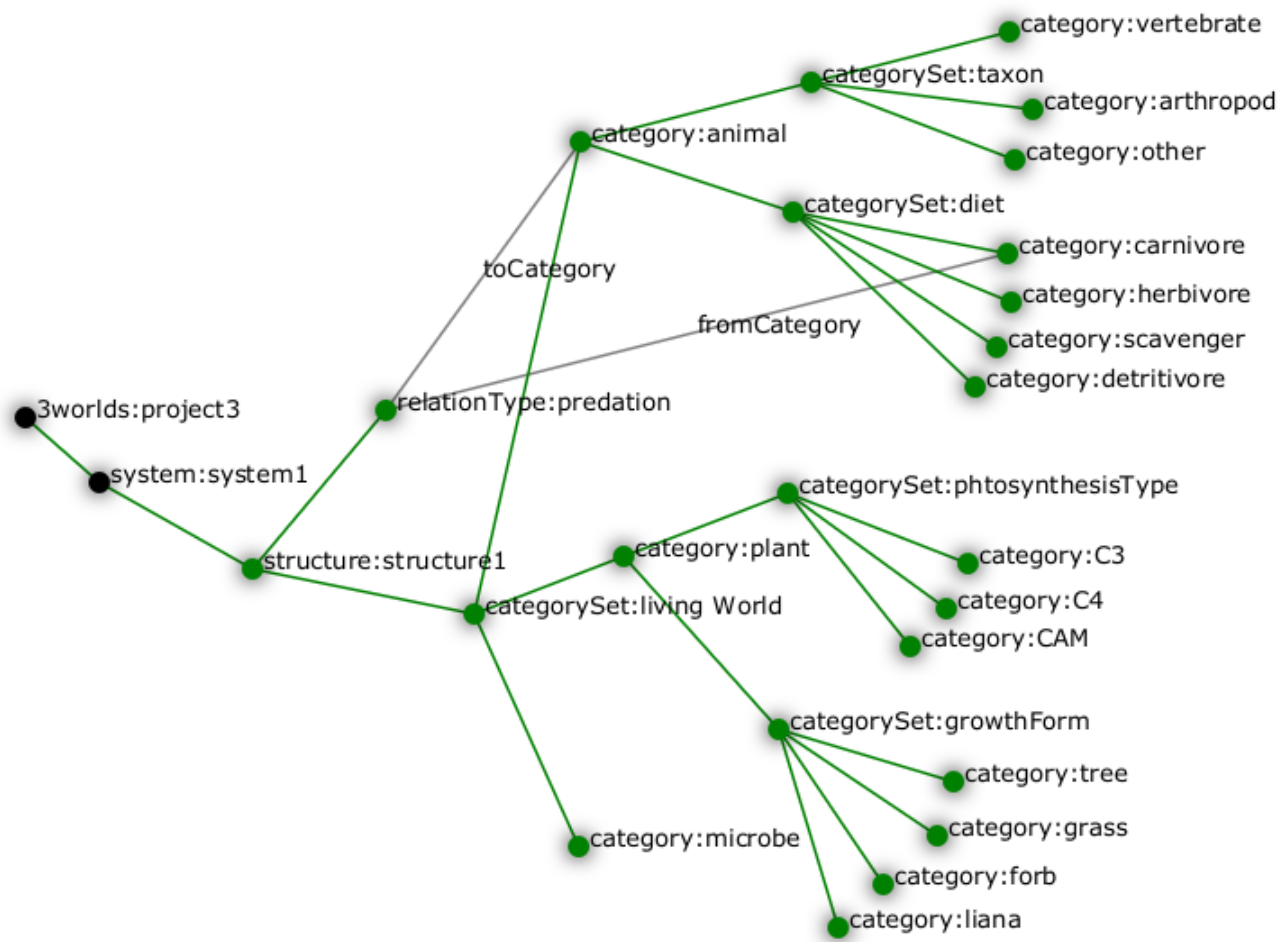 category:vertebrate
categorySet:taxon
category:arthropod
category:animal
category:other
categorySet:diet
category:carnivore
toCategory
category:herbivore
fromCategory
category:scavenger
category:detritivore
3worlds:project3
relationType:predation
system:system1
categorySet:phtosynthesisType
category:plant
category:C3
structure:structure1
category:C4
categorySet:living World
category:CAM
categorySet:growthForm
category:tree
category:grass
category:microbe
category:forb
category:liana